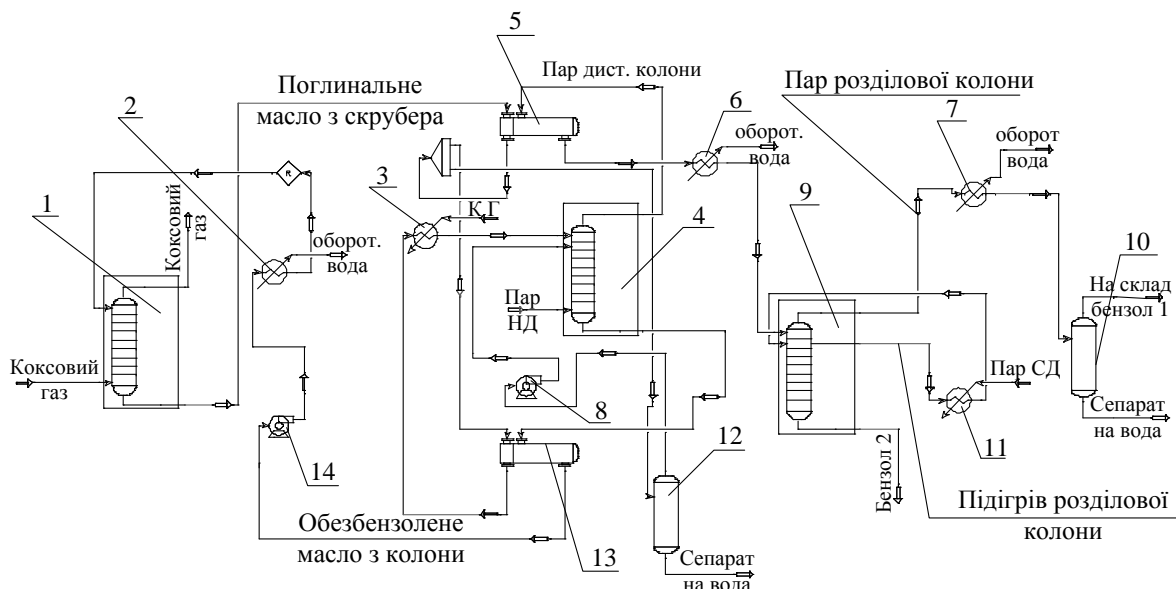 5
Пар дист. колони
Поглинальне
масло з скрубера
Пар розділової колони
2
6
7
оборот.
вода
оборот
вода
R
3
К.Г
1
Коксовий
газ
4
9
10
оборот.
вода
Пар
НД
На склад
бензол 1
Коксовий
газ
Пар СД
8
14
12
11
Сепарат
на вода
Бензол 2
Обезбензолене
масло з колони
13
Підігрів розділової
колони
Сепарат
на вода